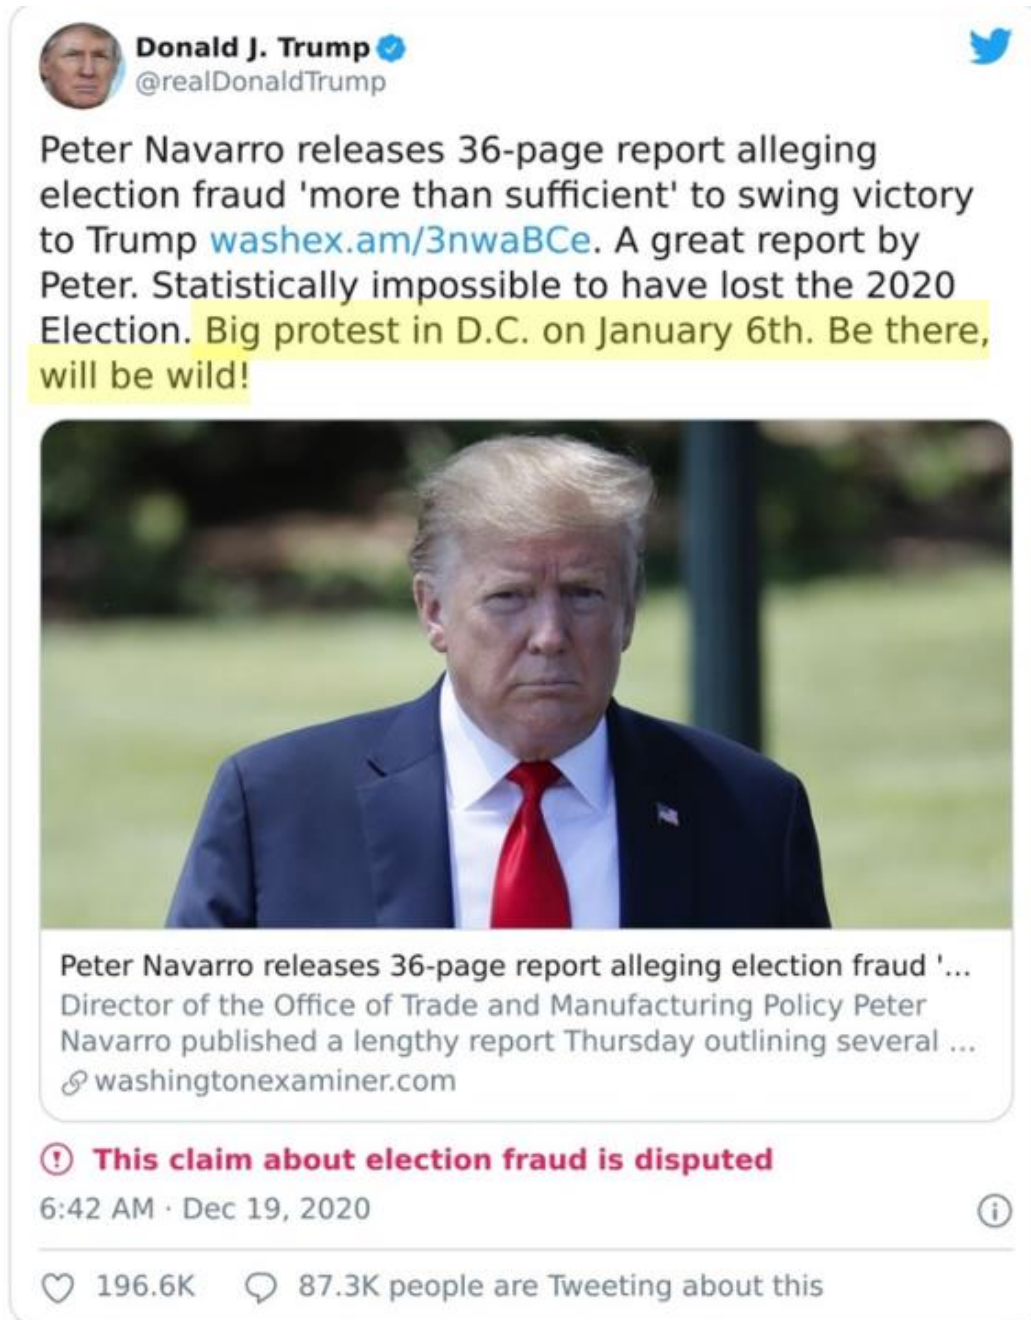 Donald J. Trump
@realDonaldTrump
Peter Navarro releases 36-page report alleging
election fraud 'more than sufficient' to swing victory
to Trump washex.am/3nwaBCe. A great report by
Peter. Statistically impossible to have lost the 2020
Election. Big protest in D.C. on January 6th. Be there,
will be wild!
Peter Navarro releases 36-page report alleging election fraud '...
Director of the Office of Trade and Manufacturing Policy Peter
Navarro published a lengthy report Thursday outlining several ...
washingtonexaminer.com
This claim about election fraud is disputed
6:42 AM · Dec 19, 2020
196.6K 87.3K people are Tweeting about this